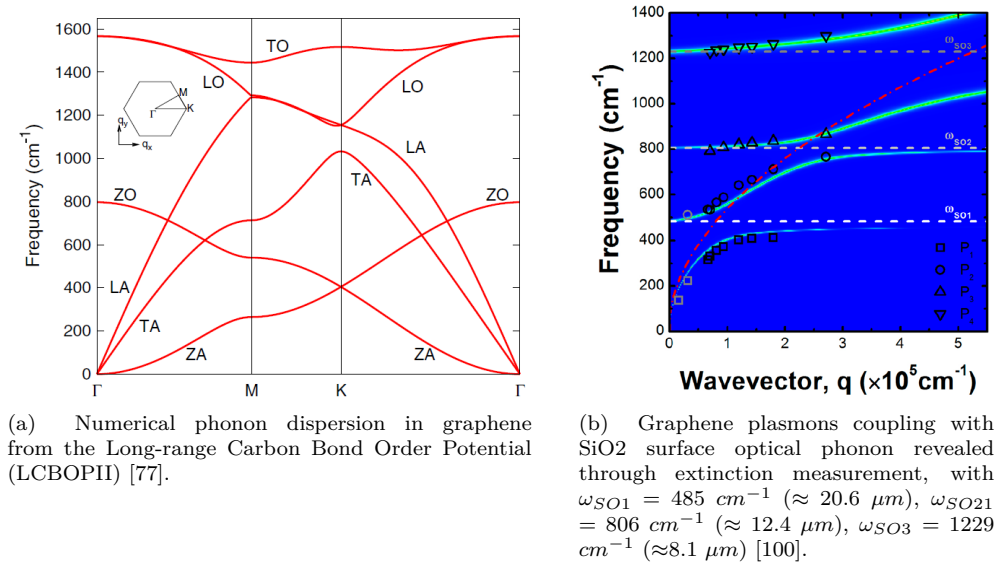 1600
1400
1200
1000
800
600
400
200
0
Frequency (cm⁻¹)
TO
LO
LO
LA
TA
ZO
ZO
LA
TA
ZA
ZA
M
Γ
K
q_y
q_x
Γ M K Γ
1400
1200
1000
800
600
400
200
0
Frequency (cm⁻¹)
ω_SO3
ω_SO2
ω_SO1
P
P
P
P
0 1 2 3 4 5
Wavevector, q (×10⁵cm⁻¹)
(a) Numerical phonon dispersion in graphene
from the Long-range Carbon Bond Order Potential
(LCBOPII) [77].
(b) Graphene plasmons coupling with
SiO2 surface optical phonon revealed
through extinction measurement, with
ω_SO1 = 485 cm⁻¹ (≈ 20.6 μm), ω_SO21
= 806 cm⁻¹ (≈ 12.4 μm), ω_SO3 = 1229
cm⁻¹ (≈8.1 μm) [100].